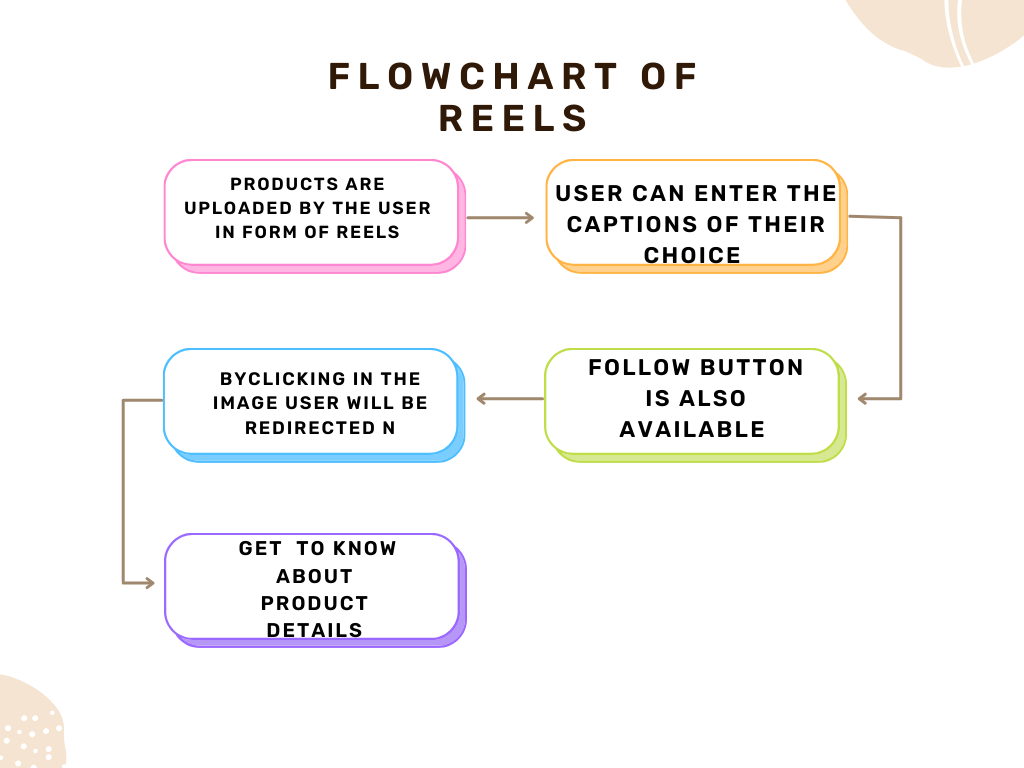 FLOWCHART OF
REELS
PRODUCTS ARE
UPLOADED BY THE USER
IN FORM OF REELS
USER CAN ENTER THE
CAPTIONS OF THEIR
CHOICE
FOLLOW BUTTON
IS ALSO
AVAILABLE
BYCLICKING IN THE
IMAGE USER WILL BE
REDIRECTED N
GET TO KNOW
ABOUT
PRODUCT
DETAILS